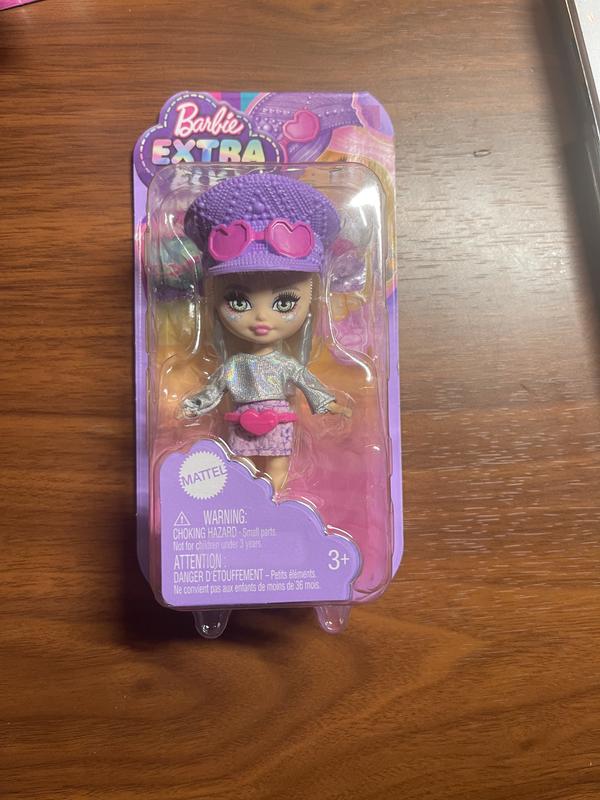 Barbie
EXTRA
MATTEL
WARNING:
CHOKING HAZARD - Small parts.
Not for children under 3 years.
ATTENTION :
DANGER D'ÉTOUFFEMENT – Petits éléments.
Ne convient pas aux enfants de moins de 36 mois.
3+